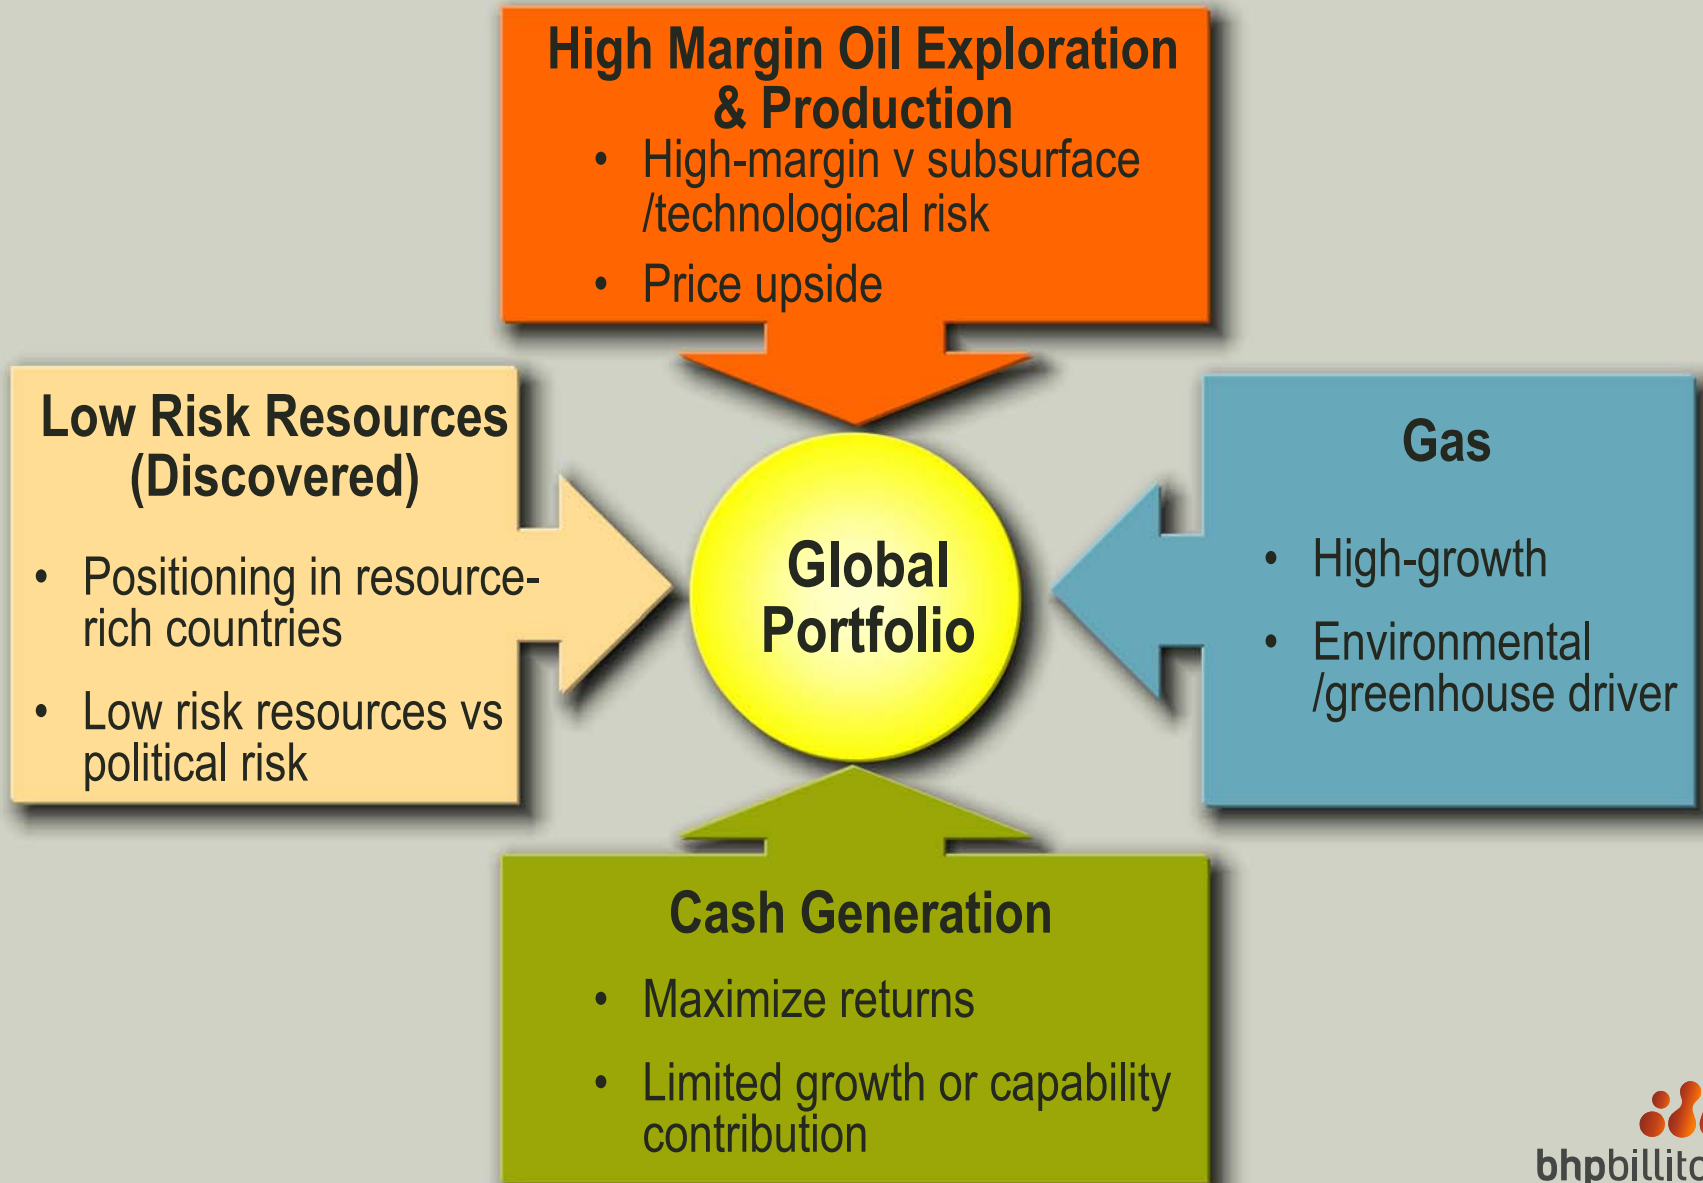 High Margin Oil Exploration
& Production
• High-margin v subsurface
/technological risk
• Price upside
Low Risk Resources
(Discovered)
• Positioning in resource-
rich countries
• Low risk resources vs
political risk
Global
Portfolio
Gas
• High-growth
• Environmental
/greenhouse driver
Cash Generation
• Maximize returns
• Limited growth or capability
contribution